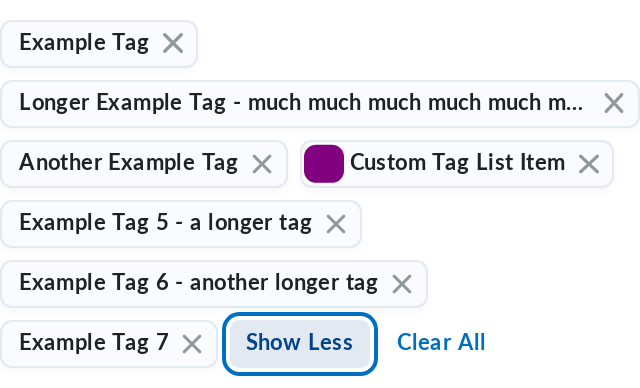 Example Tag
Longer Example Tag - much much much much much m...
Another Example Tag Custom Tag List Item
Example Tag 5 - a longer tag
Example Tag 6 - another longer tag
Example Tag 7 Show Less Clear All